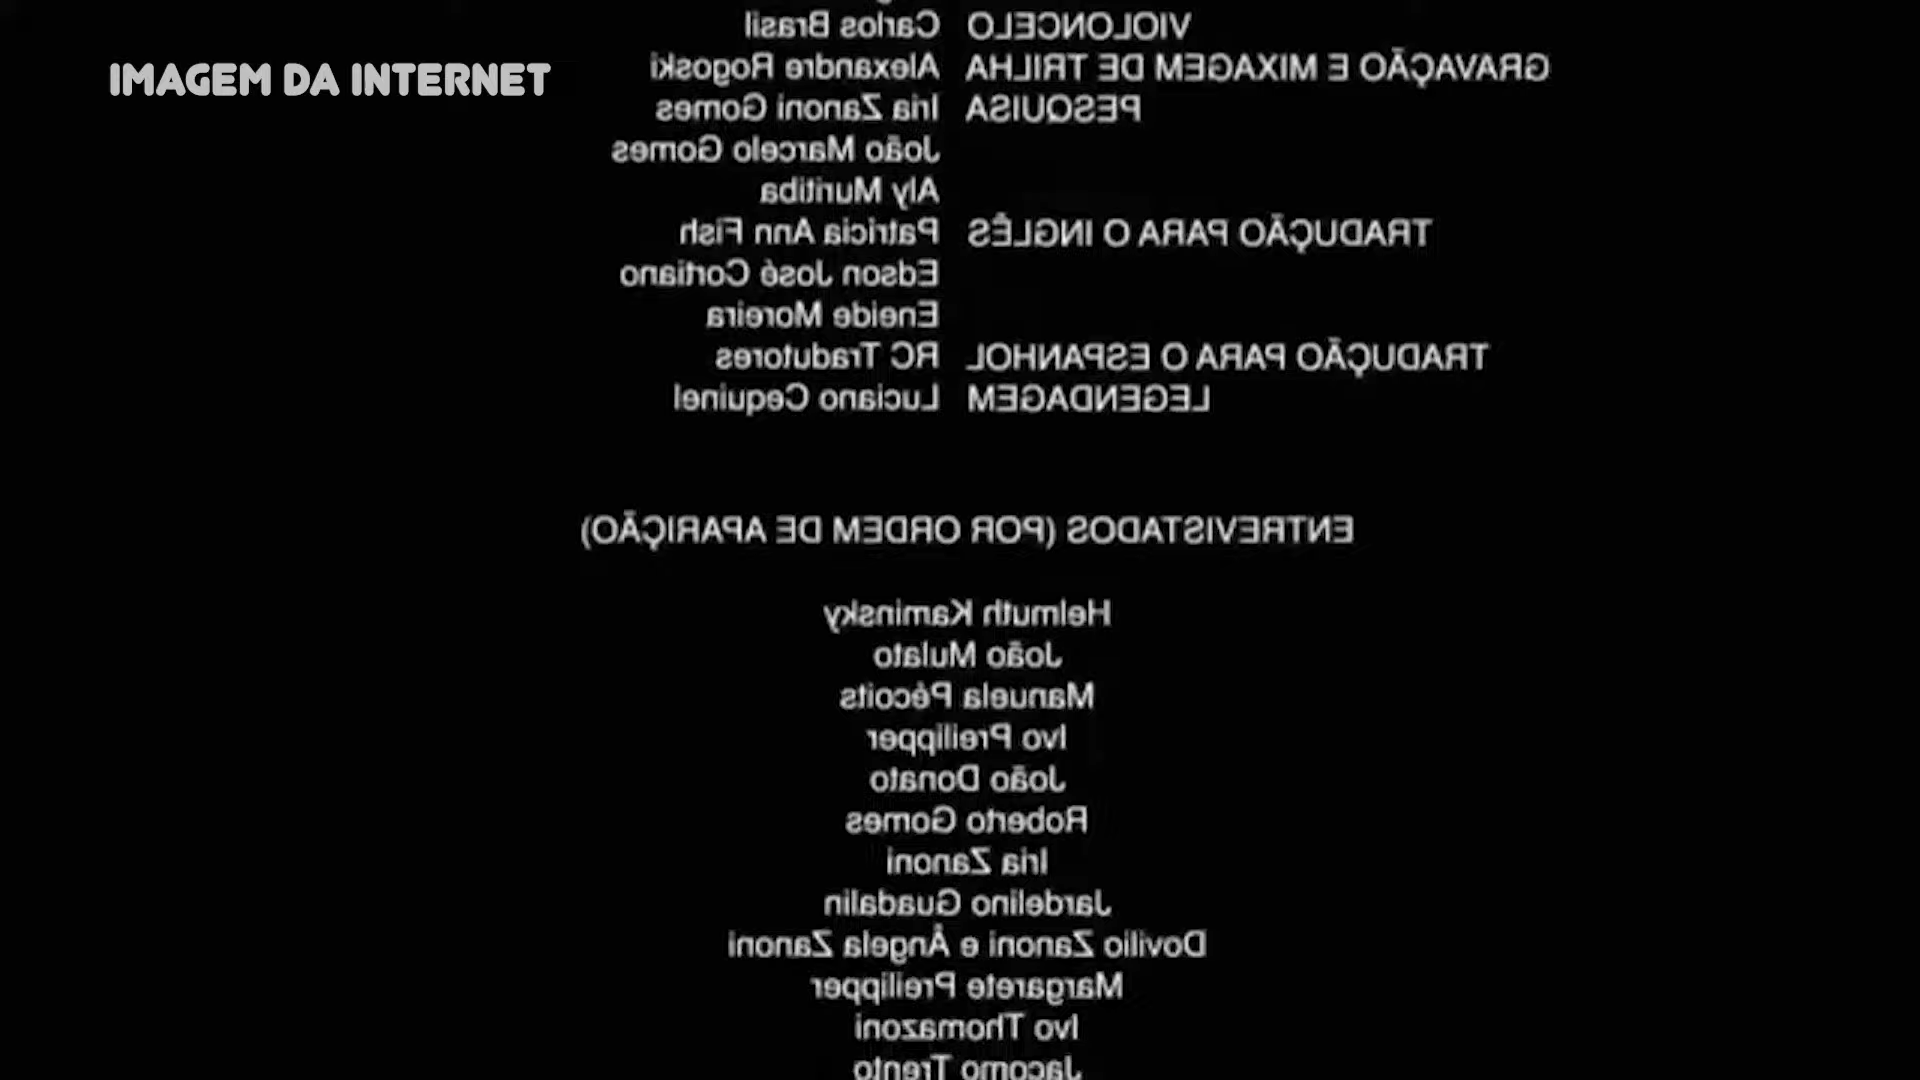 IMAGEM DA INTERNET
VIOLONCELO Carlos Brasil
GRAVAÇÃO E MIXAGEM DE TRILHA Alexandre Rogoski
PESQUISA Iria Zanoni Gomes
João Marcelo Gomes
Aly Muritiba
TRADUÇÃO PARA O INGLÊS Patricia Ann Fish
Edson José Cortiano
Eneide Moreira
TRADUÇÃO PARA O ESPANHOL RC Tradutores
LEGENDAGEM Luciano Cequinel
ENTREVISTADOS (POR ORDEM DE APARIÇÃO)
Helmuth Kaminsky
João Mulato
Manuela Pécoits
Ivo Preilipper
João Donato
Roberto Gomes
Iria Zanoni
Jardelino Guadalin
Dovilio Zanoni e Ângela Zanoni
Margarete Preilipper
Ivo Thomazoni
Jacomo Trento